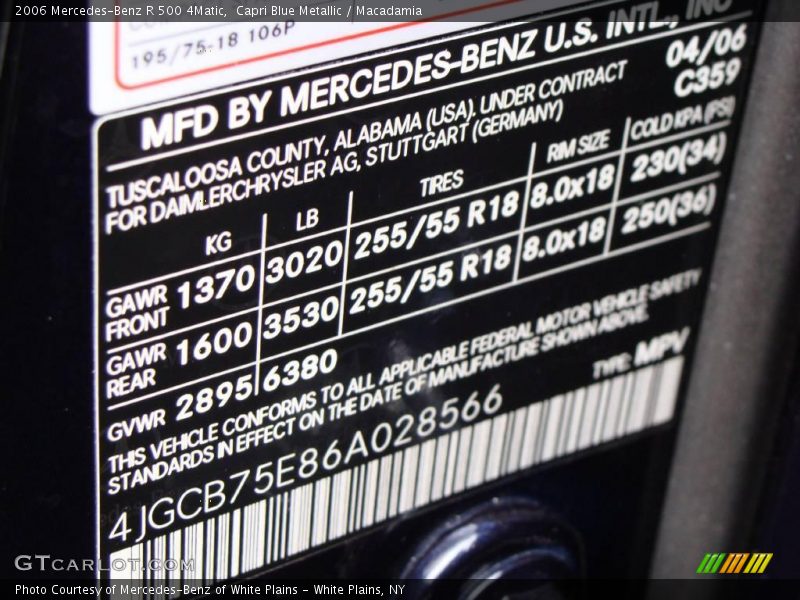 2006 Mercedes-Benz R 500 4Matic, Capri Blue Metallic / Macadamia
195/75-18 106P
MFD BY MERCEDES-BENZ U.S. INTL., INC
04/06
TUSCALOOSA COUNTY, ALABAMA (USA), UNDER CONTRACT
C359
FOR DAIMLERCHRYSLER AG, STUTTGART (GERMANY)
KG LB TIRES RIM SIZE COLD KPA (PSI)
GAWR FRONT 1370 3020 255/55 R18 8.0x18 230(34)
GAWR REAR 1600 3530 255/55 R18 8.0x18 250(36)
GVWR 2895 6380
THIS VEHICLE CONFORMS TO ALL APPLICABLE FEDERAL MOTOR VEHICLE SAFETY
STANDARDS IN EFFECT ON THE DATE OF MANUFACTURE SHOWN ABOVE.
4JGCB75E86A028566 TYPE: MPV
GTCARLOT.COM
Photo Courtesy of Mercedes-Benz of White Plains - White Plains, NY